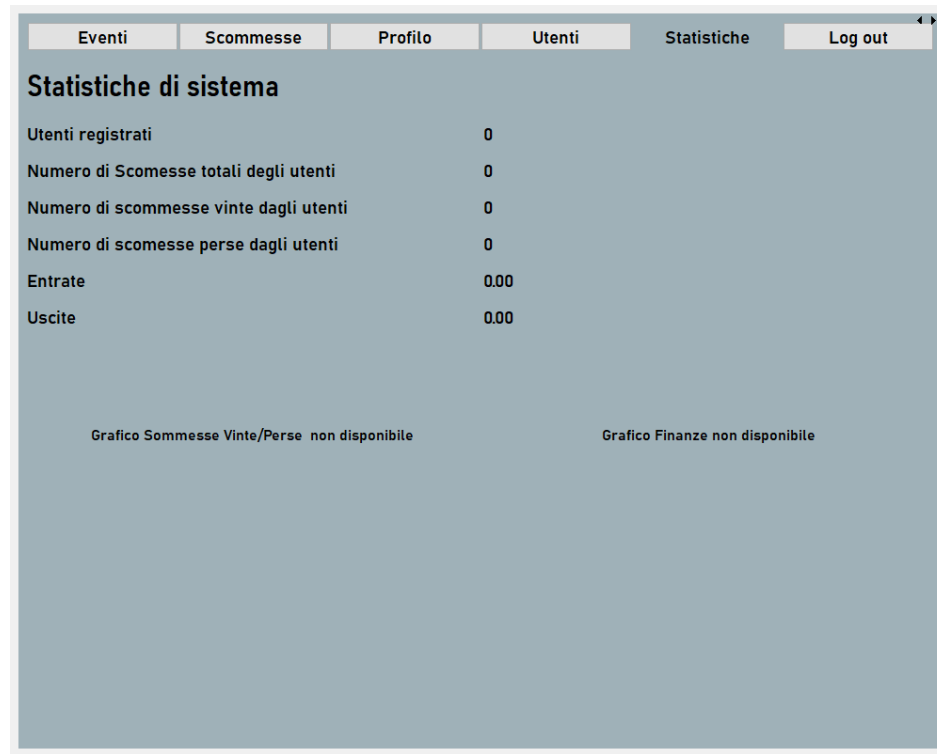 Eventi Scommesse Profilo Utenti Statistiche Log out
Statistiche di sistema
Utenti registrati 0
Numero di Scomesse totali degli utenti 0
Numero di scommesse vinte dagli utenti 0
Numero di scomesse perse dagli utenti 0
Entrate 0.00
Uscite 0.00
Grafico Sommesse Vinte/Perse non disponibile Grafico Finanze non disponibile